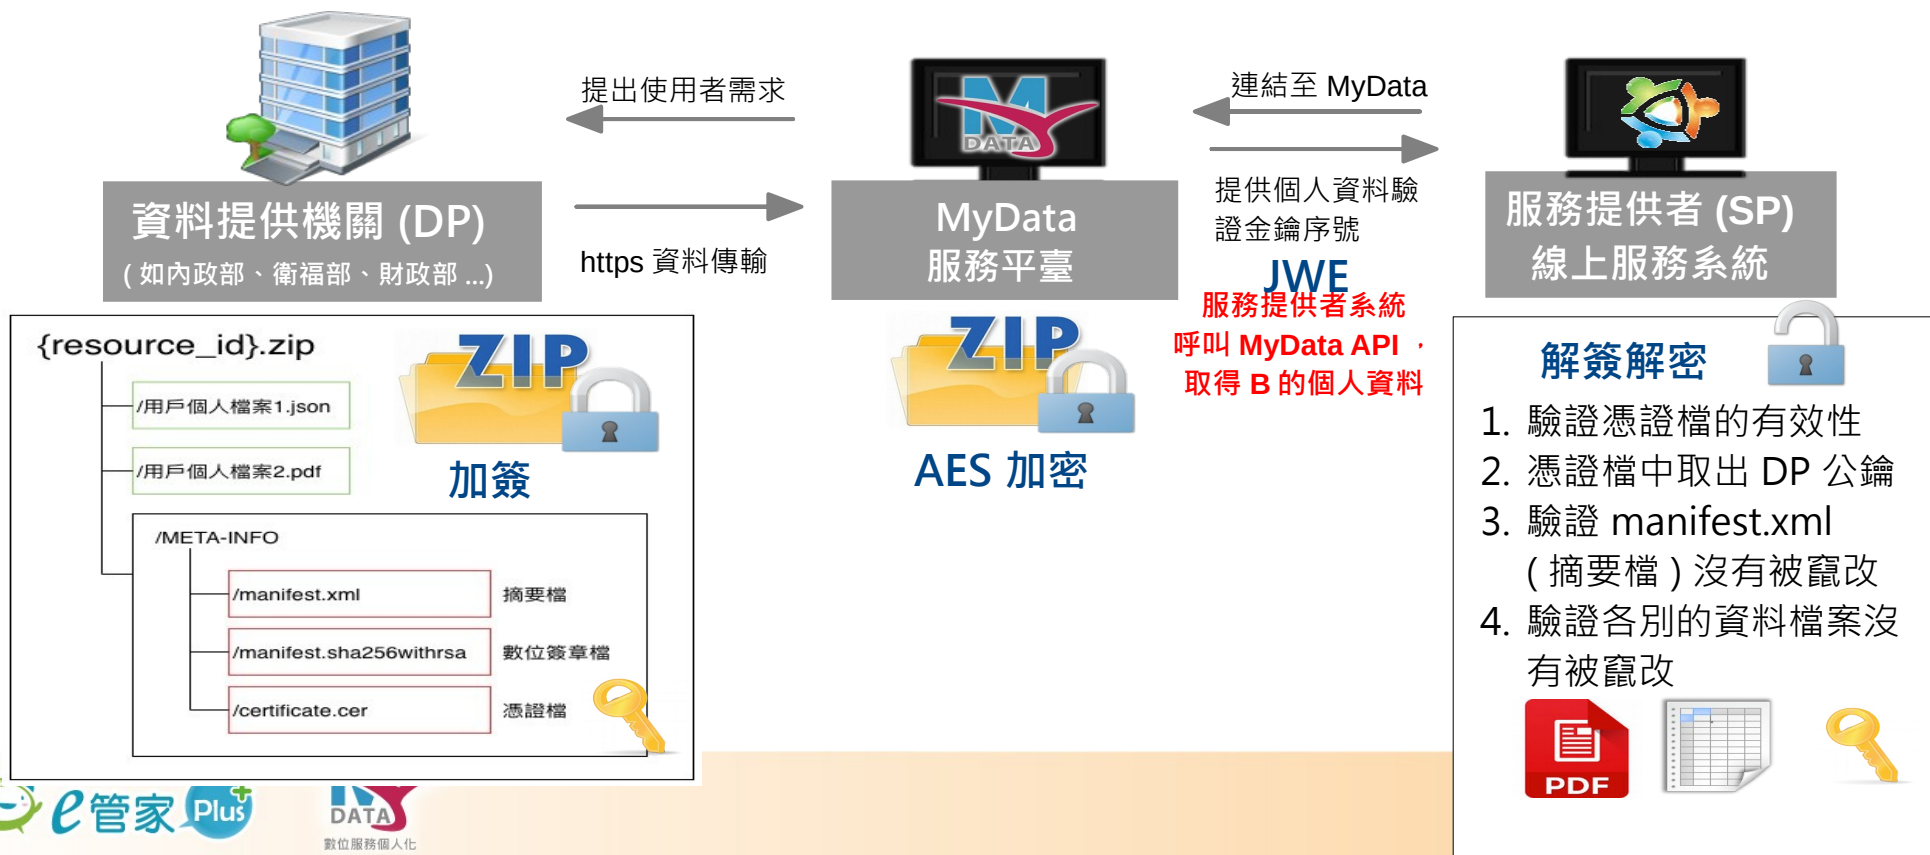 提出使用者需求
https 資料傳輸
資料提供機關 (DP)
( 如內政部、衛福部、財政部 ...)
M
DATA
MyData
服務平臺
連結至 MyData
提供個人資料驗
證金鑰序號
JWE
服務提供者系統
呼叫 MyData API ，
取得 B 的個人資料
服務提供者 (SP)
線上服務系統
{resource_id}.zip
/用戶個人檔案1.json
/用戶個人檔案2.pdf
/META-INFO
/manifest.xml 摘要檔
/manifest.sha256withrsa 數位簽章檔
/certificate.cer 憑證檔
ZIP
加簽
ZIP
AES 加密
解簽解密
1. 驗證憑證檔的有效性
2. 憑證檔中取出 DP 公鑰
3. 驗證 manifest.xml
( 摘要檔 ) 沒有被竄改
4. 驗證各別的資料檔案沒
有被竄改
PDF
e管家 Plus+
DATA
數位服務個人化